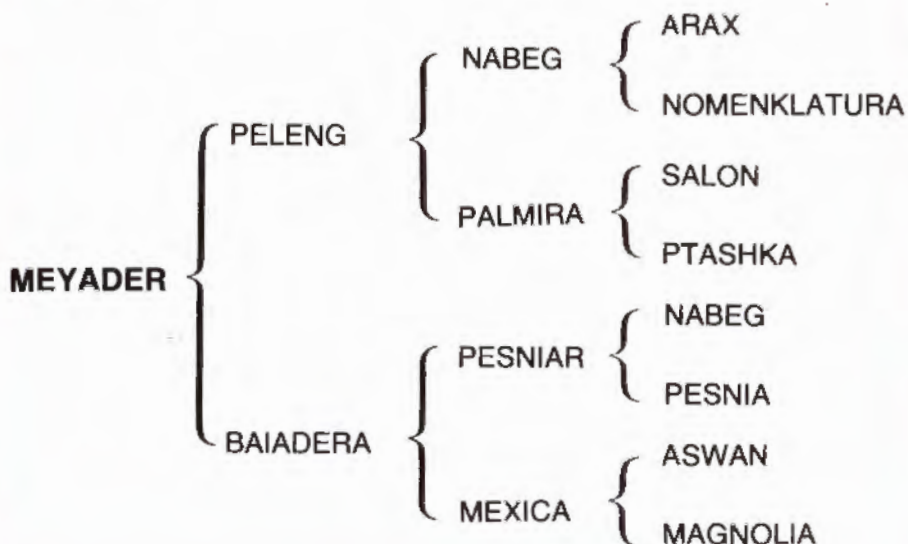 ARAX
NABEG
NOMENKLATURA
PELENG
SALON
PALMIRA
PTASHKA
MEYADER
NABEG
PESNIAR
PESNIA
BAIADERA
ASWAN
MEXICA
MAGNOLIA